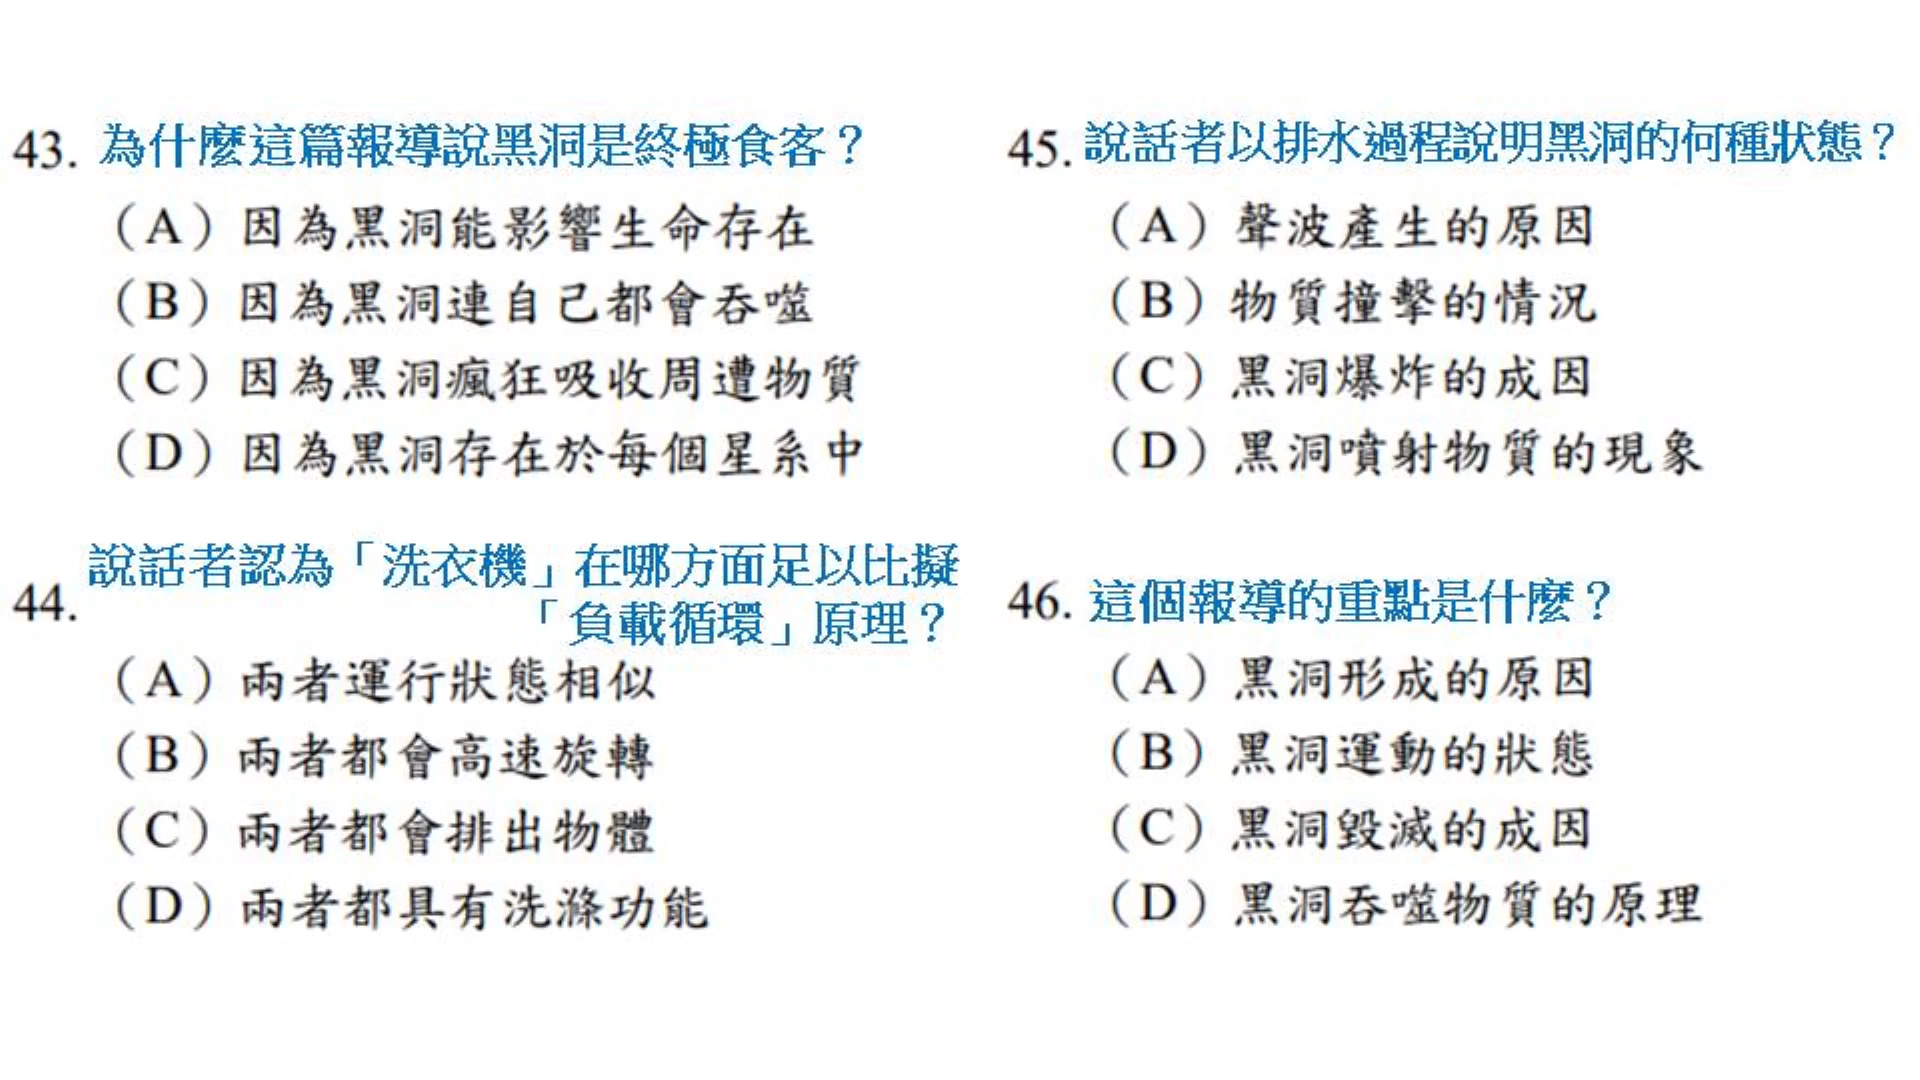 43. 為什麼這篇報導說黑洞是終極食客？
（A）因為黑洞能影響生命存在
（B）因為黑洞連自己都會吞噬
（C）因為黑洞瘋狂吸收周遭物質
（D）因為黑洞存在於每個星系中
44. 說話者認為「洗衣機」在哪方面足以比擬
「負載循環」原理？
（A）兩者運行狀態相似
（B）兩者都會高速旋轉
（C）兩者都會排出物體
（D）兩者都具有洗滌功能
45. 說話者以排水過程說明黑洞的何種狀態？
（A）聲波產生的原因
（B）物質撞擊的情況
（C）黑洞爆炸的成因
（D）黑洞噴射物質的現象
46. 這個報導的重點是什麼？
（A）黑洞形成的原因
（B）黑洞運動的狀態
（C）黑洞毀滅的成因
（D）黑洞吞噬物質的原理